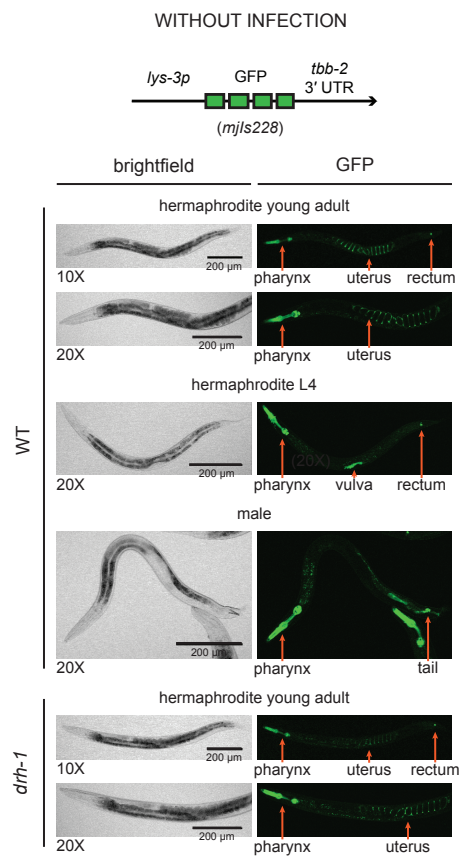 WITHOUT INFECTION
lys-3p GFP tbb-2
3′ UTR
(mjIs228)
brightfield GFP
WT
hermaphrodite young adult
200 µm
10X pharynx uterus rectum
200 µm
20X pharynx uterus
hermaphrodite L4
(20X)
200 µm
20X pharynx vulva rectum
male
200 µm
20X pharynx tail
drh-1
hermaphrodite young adult
200 µm
10X pharynx uterus rectum
200 µm
20X pharynx uterus